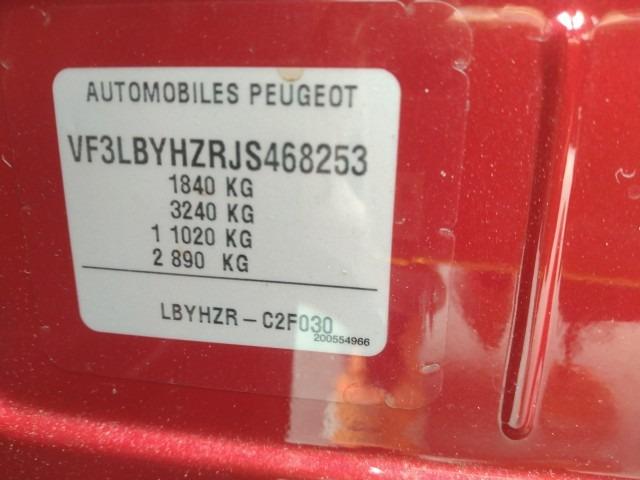 AUTOMOBILES PEUGEOT
VF3LBYHZRJS468253
1840 KG
3240 KG
1 1020 KG
2 890 KG
LBYHZR - C2F030
200554966